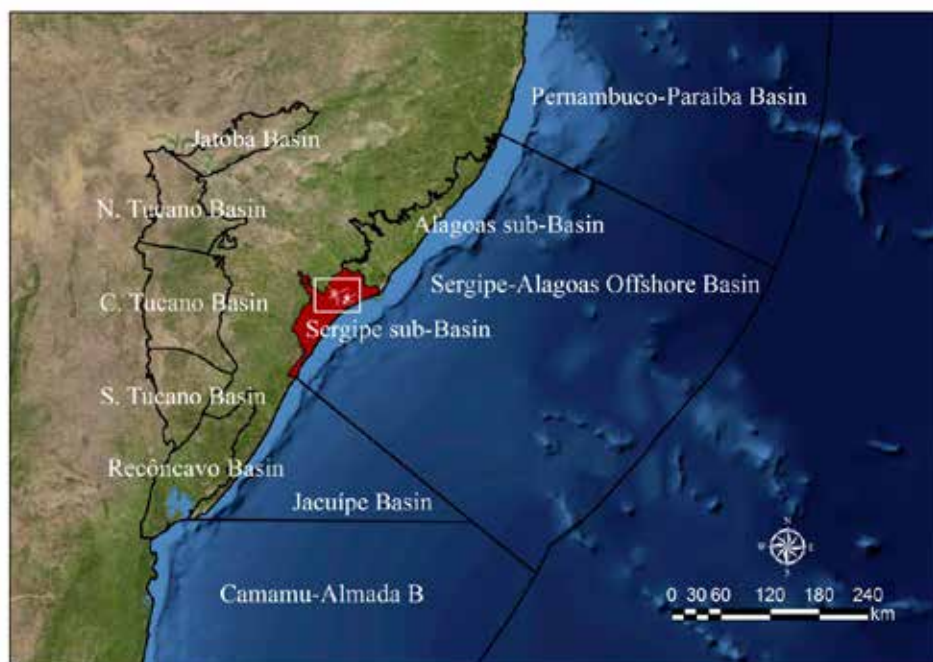 Pernambuco-Paraíba Basin
Jatobá Basin
N. Tucano Basin
Alagoas sub-Basin
Sergipe-Alagoas Offshore Basin
C. Tucano Basin
Sergipe sub-Basin
S. Tucano Basin
Recôncavo Basin
Jacuípe Basin
Camamu-Almada B
N
W E
S
0 30 60 120 180 240
km